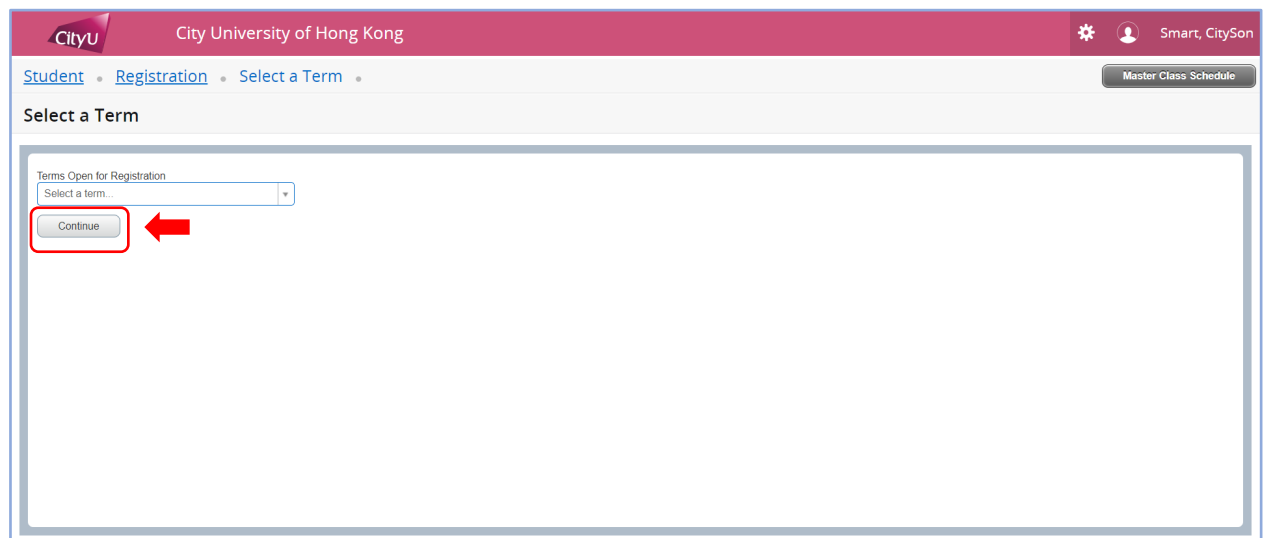 CityU City University of Hong Kong Smart, CitySon
Student • Registration • Select a Term • Master Class Schedule
Select a Term
Terms Open for Registration
Select a term...
Continue